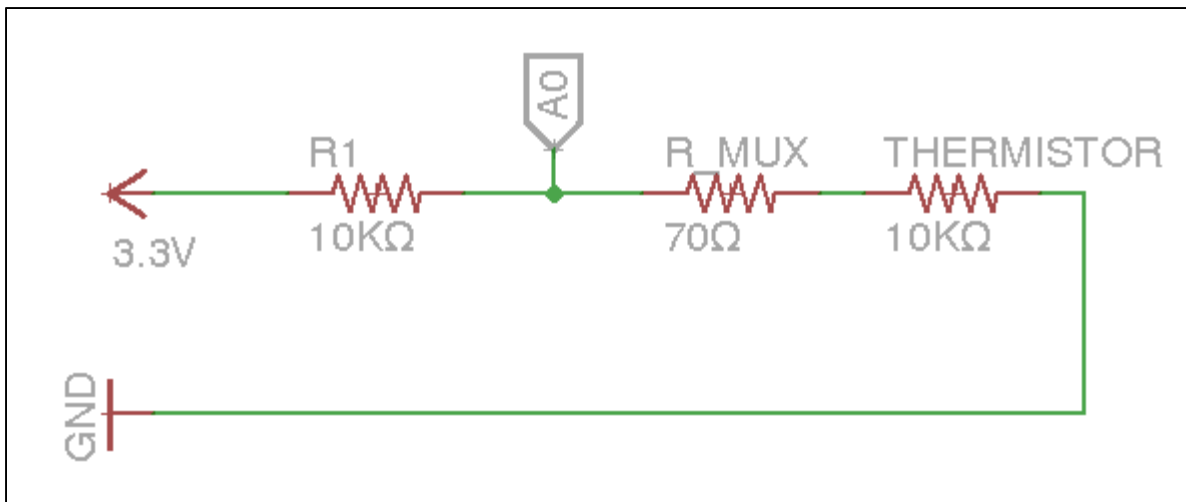 A0
R1
R_MUX
THERMISTOR
10KΩ
70Ω
10KΩ
3.3V
GND